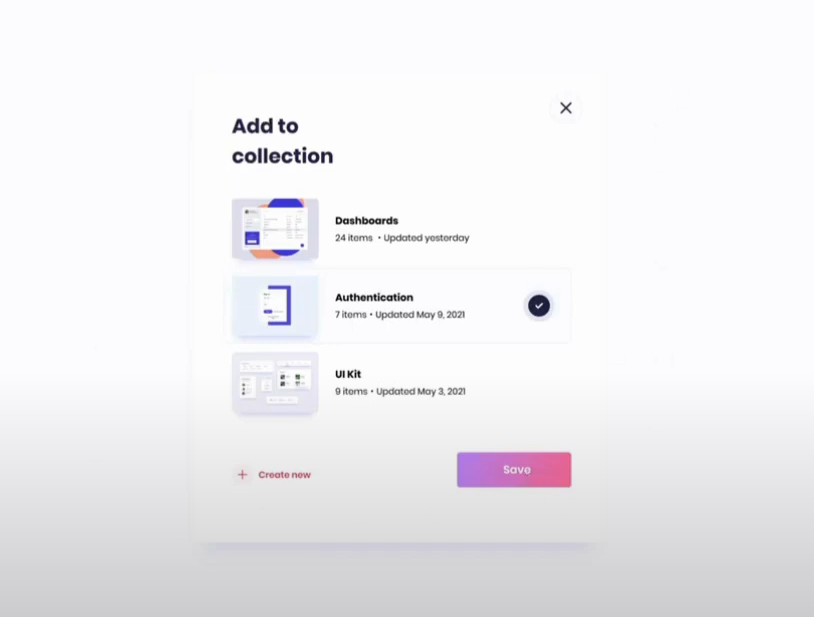 Add to
collection
Dashboards
24 items • Updated yesterday
Authentication
7 items • Updated May 9, 2021
UI Kit
9 items • Updated May 3, 2021
+ Create new
Save